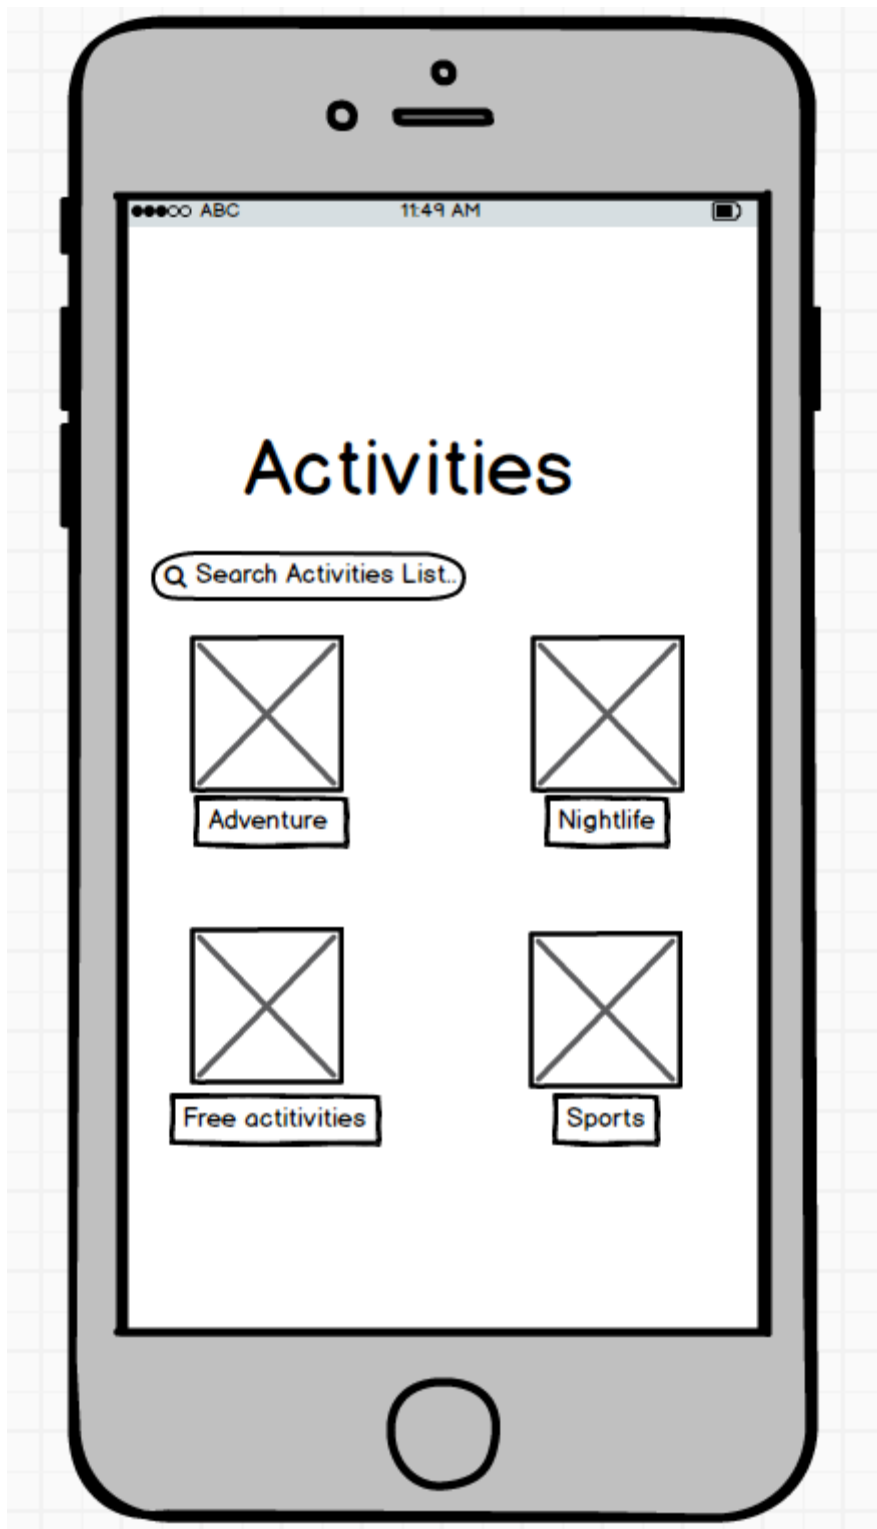 ABC 11:49 AM
Activities
Search Activities List..
Adventure Nightlife
Free actitivities Sports